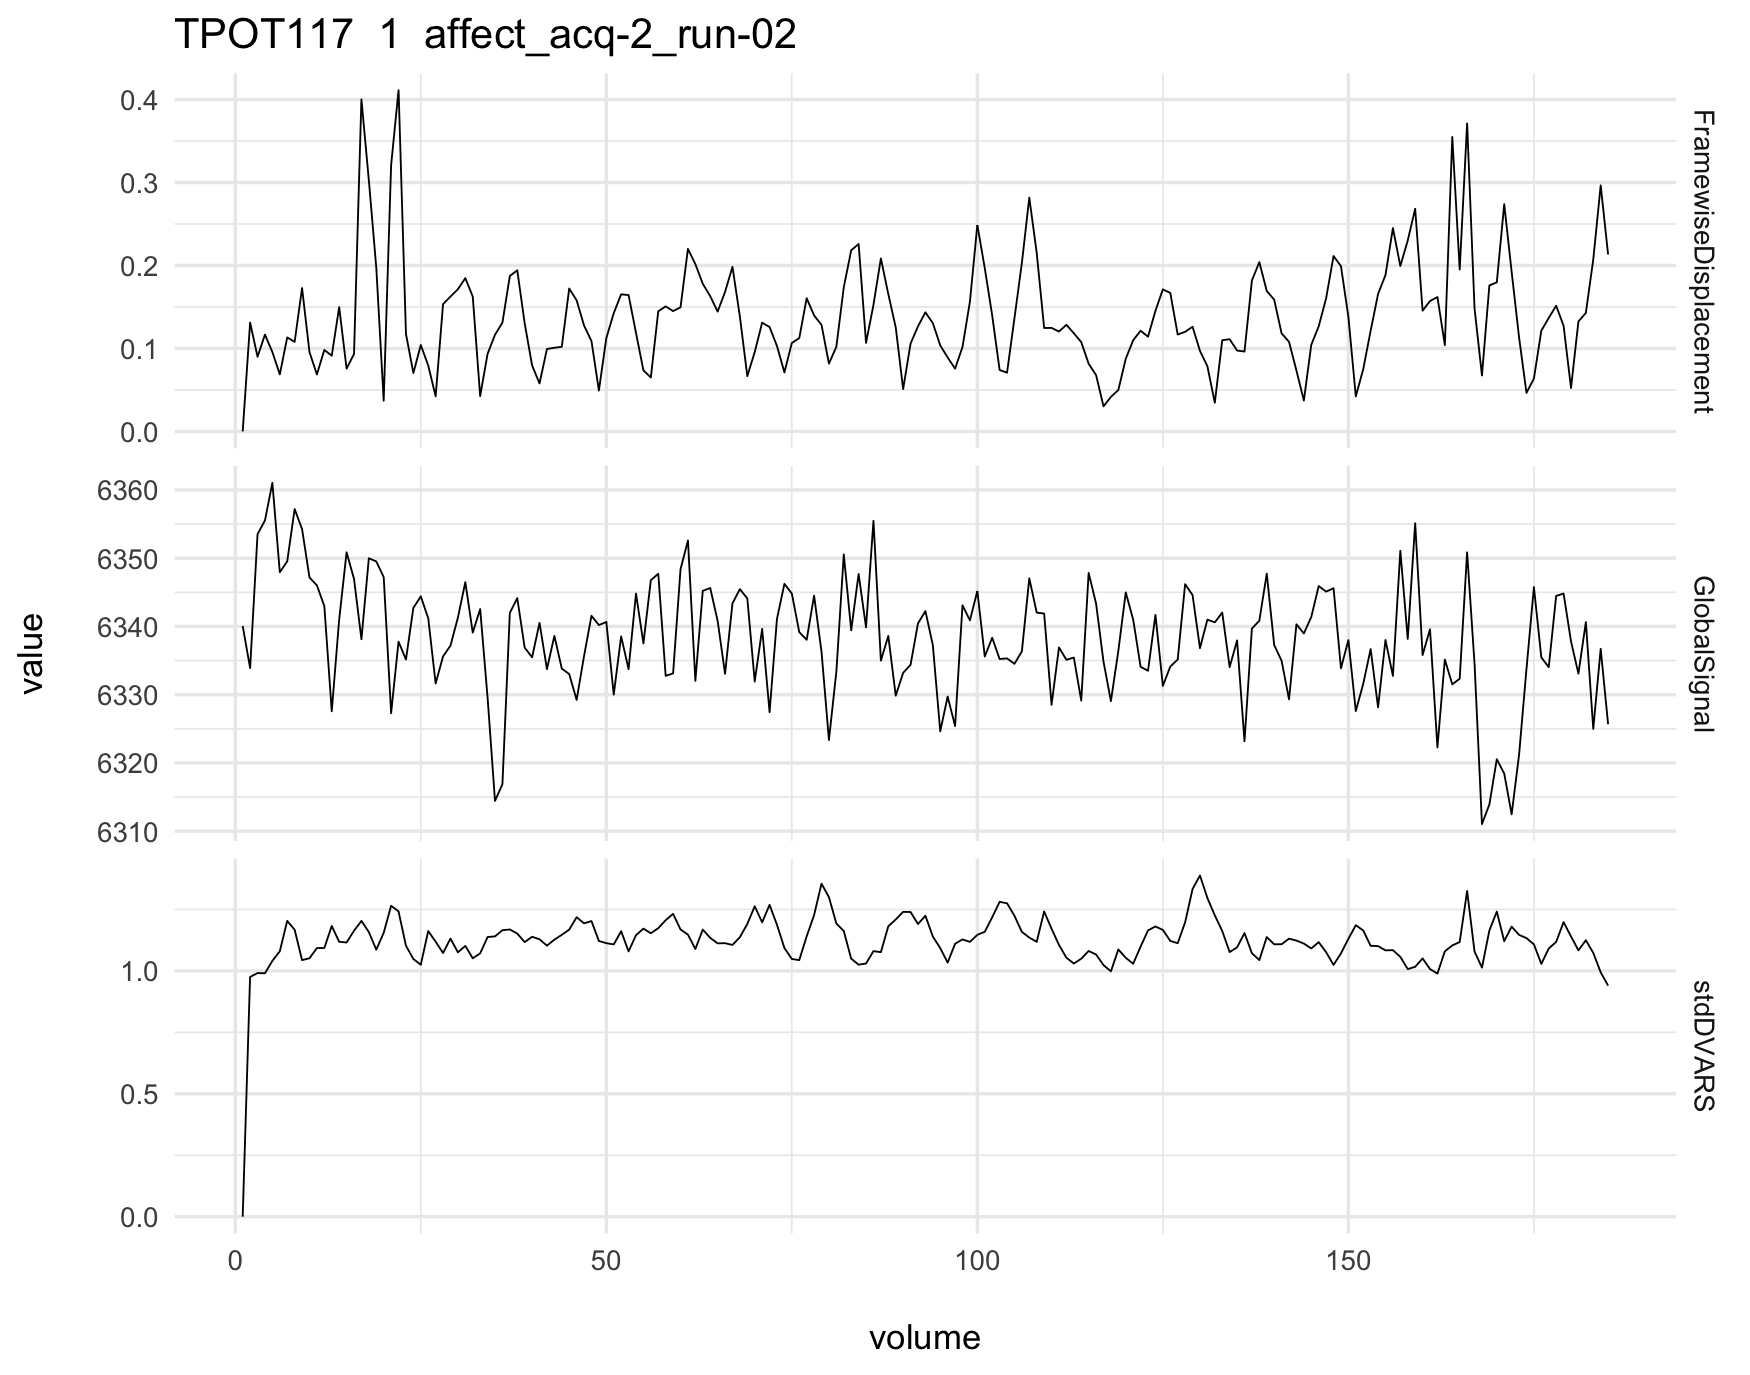 TPOT117  1  affect_acq-2_run-02
0.4
0.3
0.2
0.1
0.0
FramewiseDisplacement
6360
6350
6340
6330
6320
6310
GlobalSignal
value
1.0
0.5
0.0
stdDVARS
0 50 100 150
volume